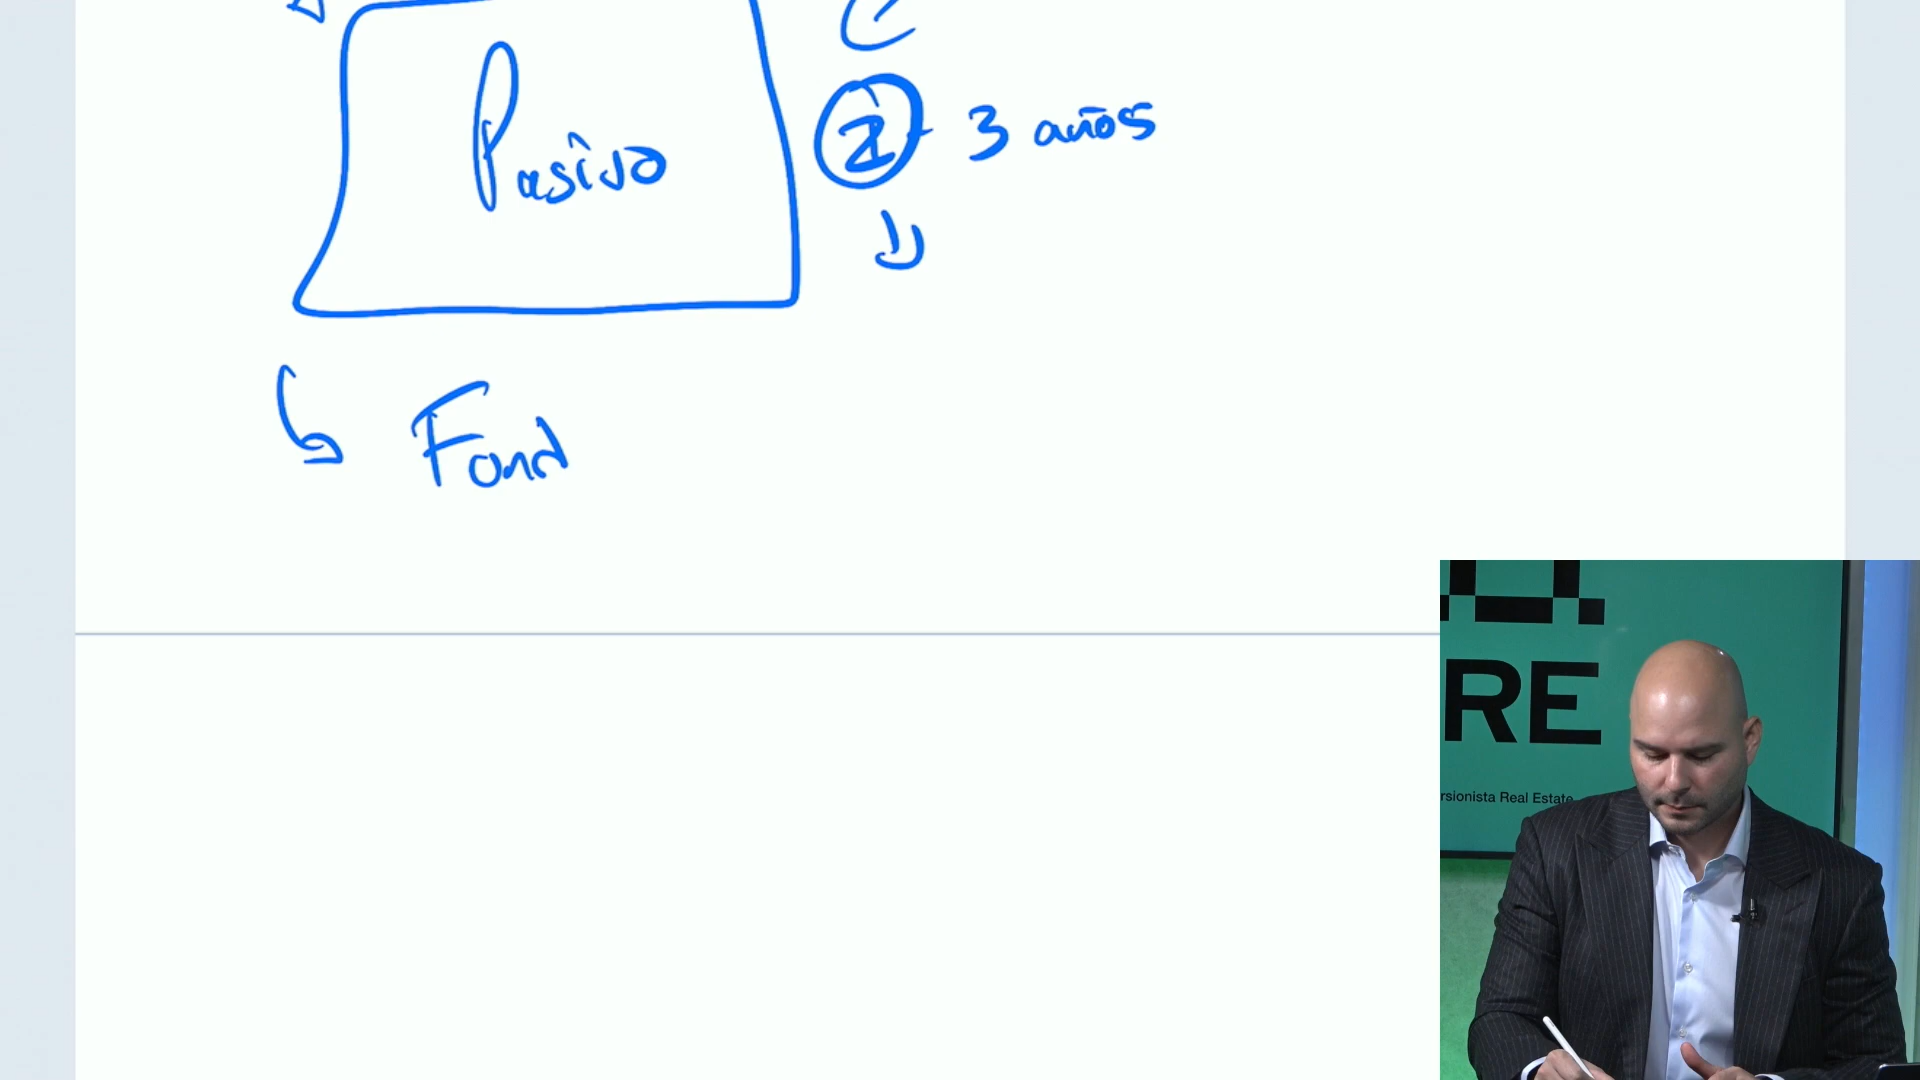 Pasivo
2 - 3 años
Fond
RE
rsionista Real Estate